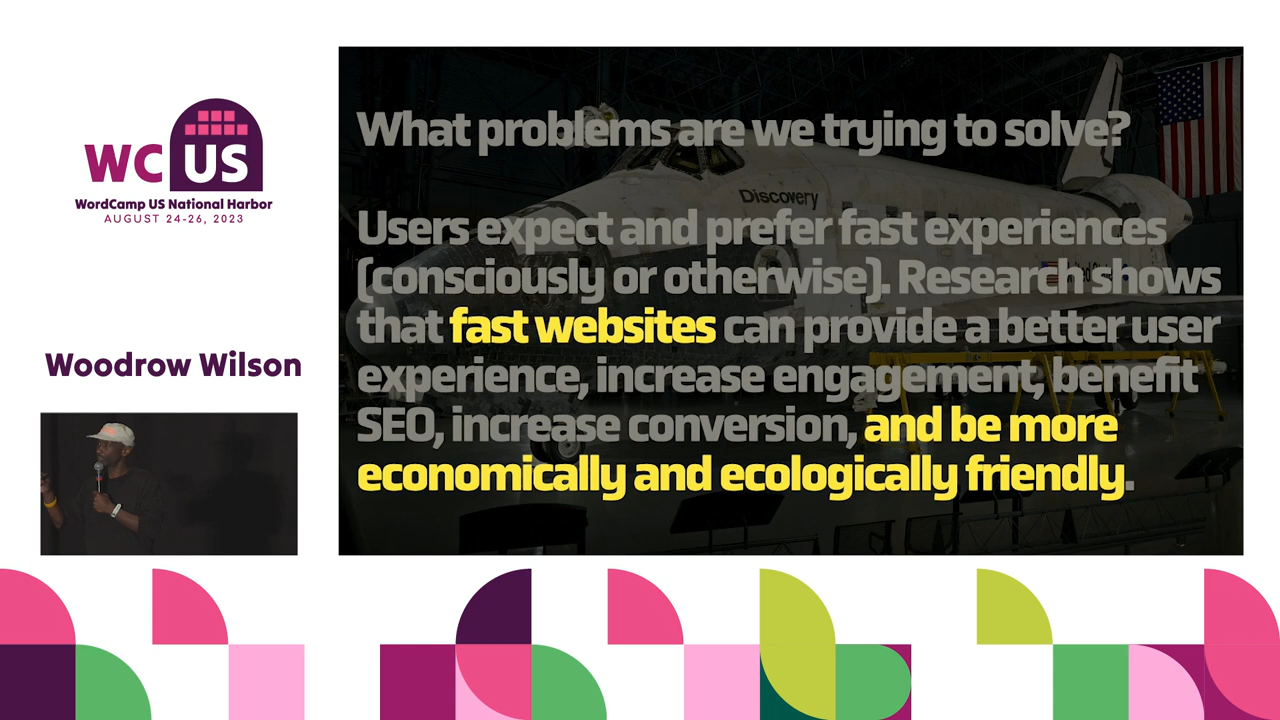 WC US
WordCamp US National Harbor
AUGUST 24-26, 2023
Woodrow Wilson
What problems are we trying to solve?
Users expect and prefer fast experiences
(consciously or otherwise). Research shows
that fast websites can provide a better user
experience, increase engagement, benefit
SEO, increase conversion, and be more
economically and ecologically friendly.
Discovery